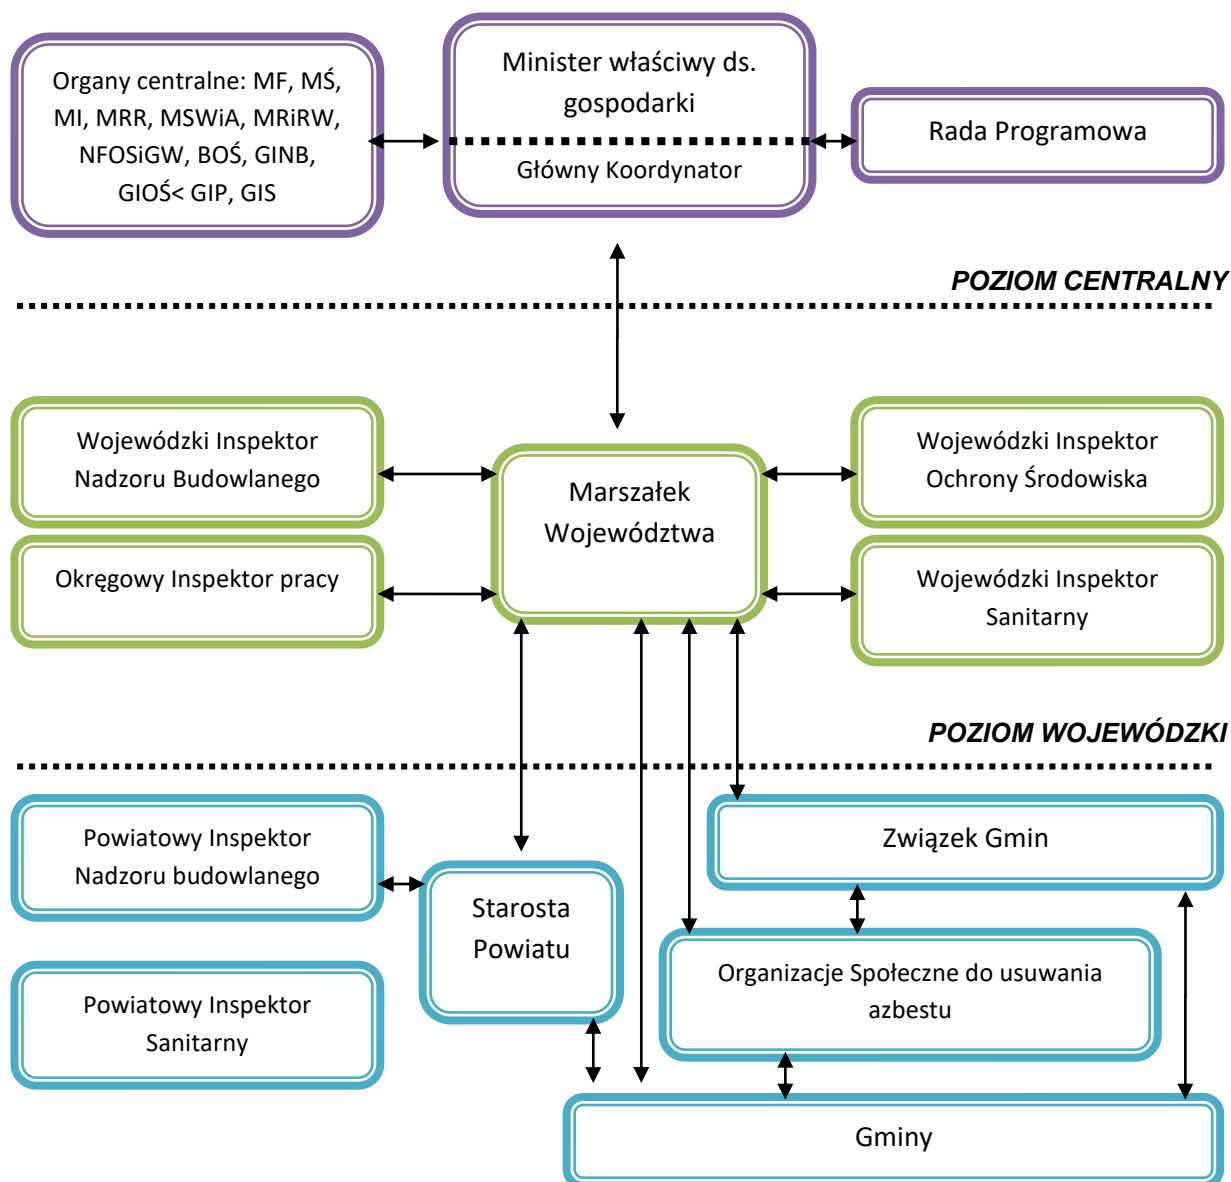 Organy centralne: MF, MŚ,
MI, MRR, MSWiA, MRiRW,
NFOSiGW, BOŚ, GINB,
GIOŚ< GIP, GIS
Minister właściwy ds.
gospodarki
Główny Koordynator
Rada Programowa
POZIOM CENTRALNY
Wojewódzki Inspektor
Nadzoru Budowlanego
Okręgowy Inspektor pracy
Marszałek
Województwa
Wojewódzki Inspektor
Ochrony Środowiska
Wojewódzki Inspektor
Sanitarny
POZIOM WOJEWÓDZKI
Powiatowy Inspektor
Nadzoru budowlanego
Powiatowy Inspektor
Sanitarny
Starosta
Powiatu
Związek Gmin
Organizacje Społeczne do usuwania
azbestu
Gminy